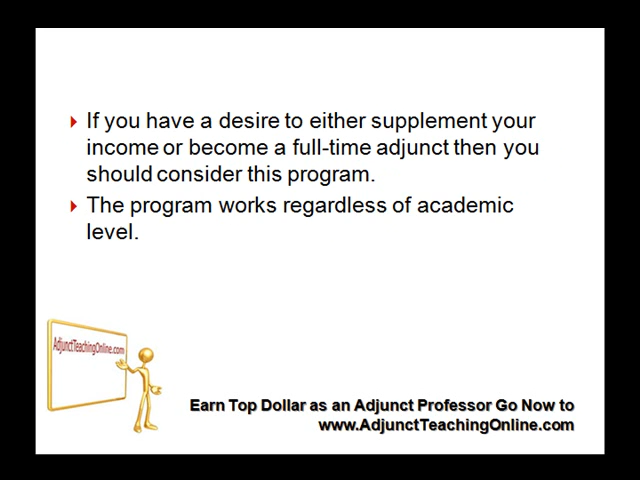 If you have a desire to either supplement your
income or become a full-time adjunct then you
should consider this program.
The program works regardless of academic
level.
AdjunctTeachingOnline.com
Earn Top Dollar as an Adjunct Professor Go Now to
www.AdjunctTeachingOnline.com